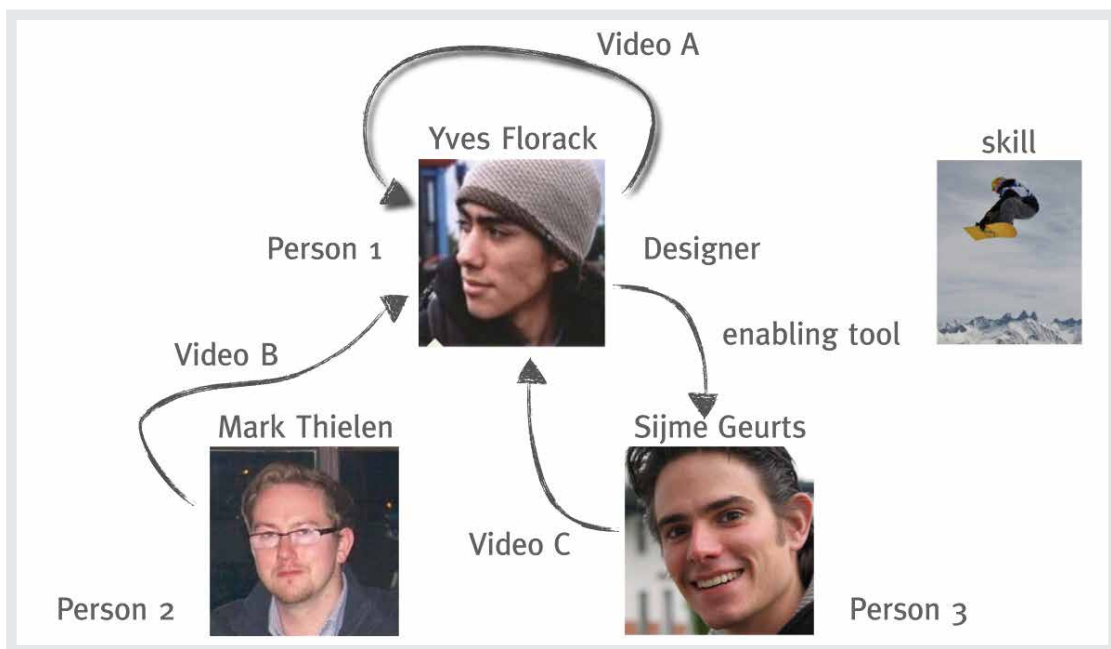 Video A
Yves Florack
skill
Person 1
Designer
enabling tool
Video B
Mark Thielen
Sijme Geurts
Video C
Person 2
Person 3